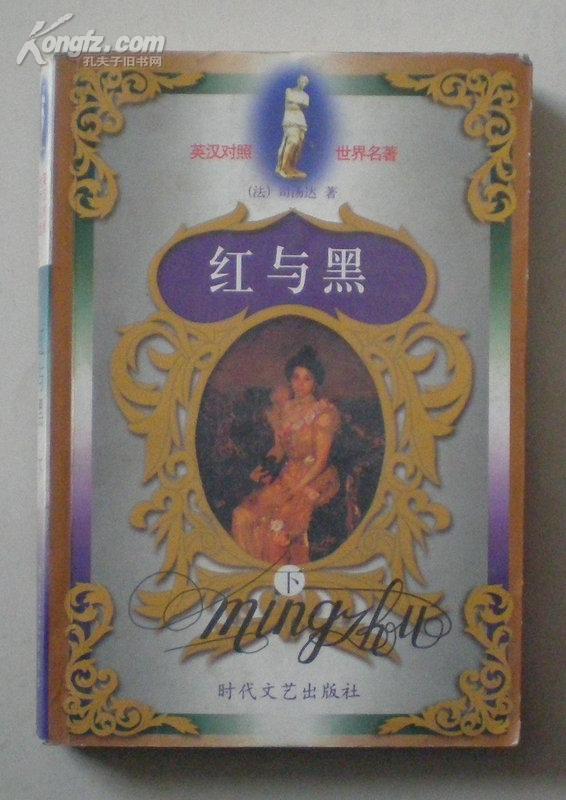 Kongfz.com
孔夫子旧书网
英汉对照 世界名著
(法) 司汤达 著
红与黑
下
mingzhu
时代文艺出版社